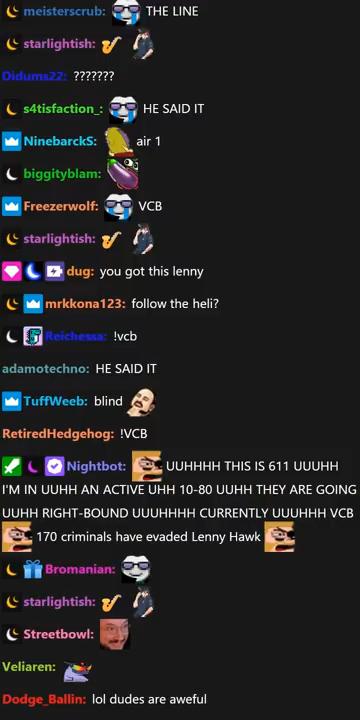 meisterscrub: THE LINE
starlightish:
Didums22: ???????
s4tisfaction_: HE SAID IT
NinebarckS: air 1
biggityblam:
Freezerwolf: VCB
starlightish:
dug: you got this lenny
mrkkona123: follow the heli?
Reichessa: !vcb
adamotechno: HE SAID IT
TuffWeeb: blind
RetiredHedgehog: !VCB
Nightbot: UUHHHH THIS IS 611 UUUHH
I'M IN UUHH AN ACTIVE UHH 10-80 UUHH THEY ARE GOING
UUHH RIGHT-BOUND UUUHHHH CURRENTLY UUUHHH VCB
170 criminals have evaded Lenny Hawk
Bromanian:
starlightish:
Streetbowl:
Veliaren:
Dodge_Ballin: lol dudes are aweful